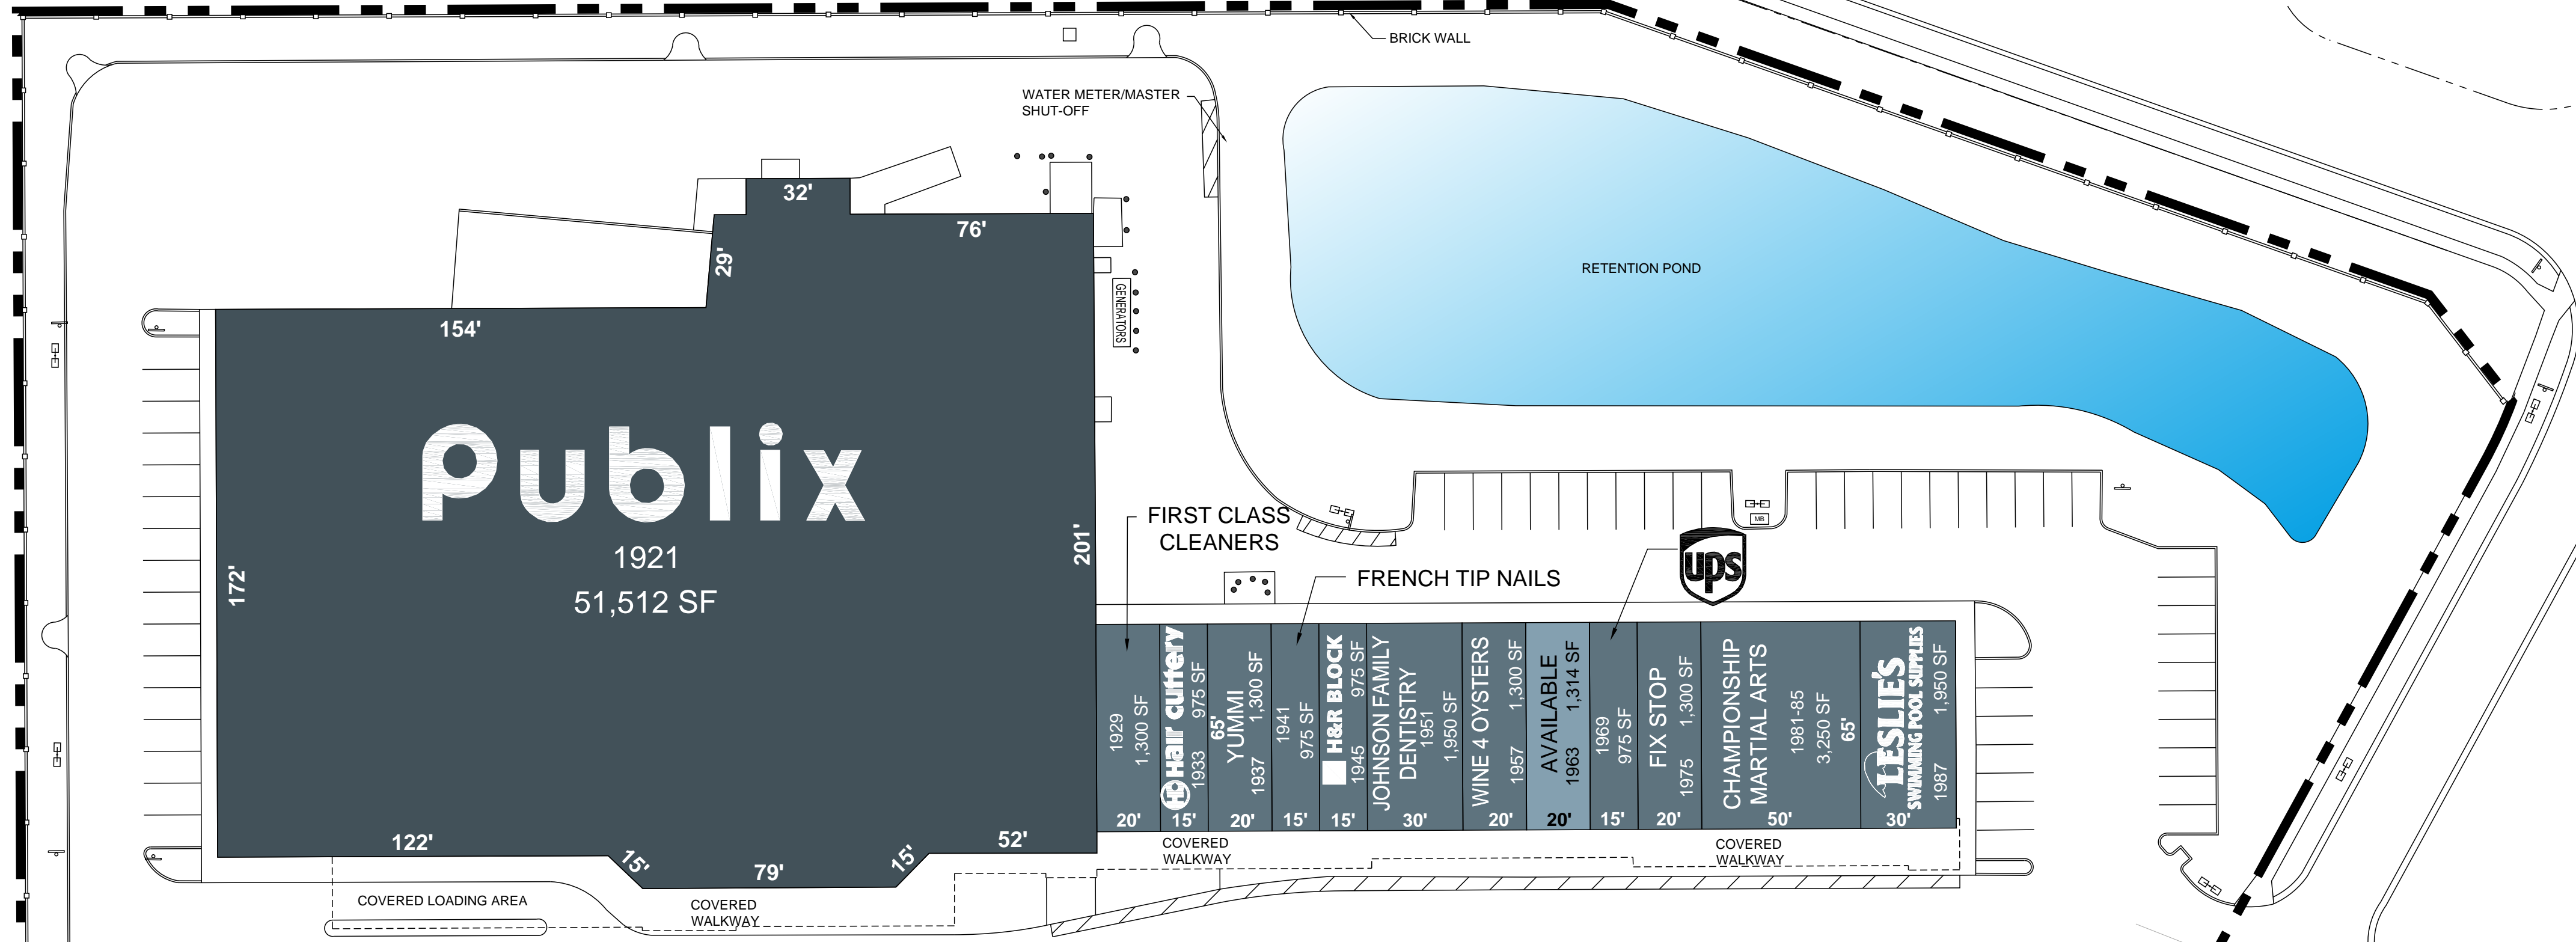 BRICK WALL
WATER METER/MASTER
SHUT-OFF
32'
76'
29'
154'
RETENTION POND
GENERATORS
Publix
1921
51,512 SF
172'
201'
122'
15'
79'
15'
52'
FIRST CLASS
CLEANERS
FRENCH TIP NAILS
MB
ups
1929
1,300 SF
20'
HC Hair Cuttery
1933 975 SF
15'
65'
YUMMI
1937 1,300 SF
20'
1941
975 SF
15'
H&R BLOCK
1945 975 SF
15'
JOHNSON FAMILY
DENTISTRY
1951
1,950 SF
30'
WINE 4 OYSTERS
1957 1,300 SF
20'
AVAILABLE
1963 1,314 SF
20'
1969
975 SF
15'
FIX STOP
1975 1,300 SF
20'
CHAMPIONSHIP
MARTIAL ARTS
1981-85
3,250 SF
65'
50'
LESLIE'S
SWIMMING POOL SUPPLIES
1987 1,950 SF
30'
COVERED
WALKWAY
COVERED
WALKWAY
COVERED LOADING AREA
COVERED
WALKWAY